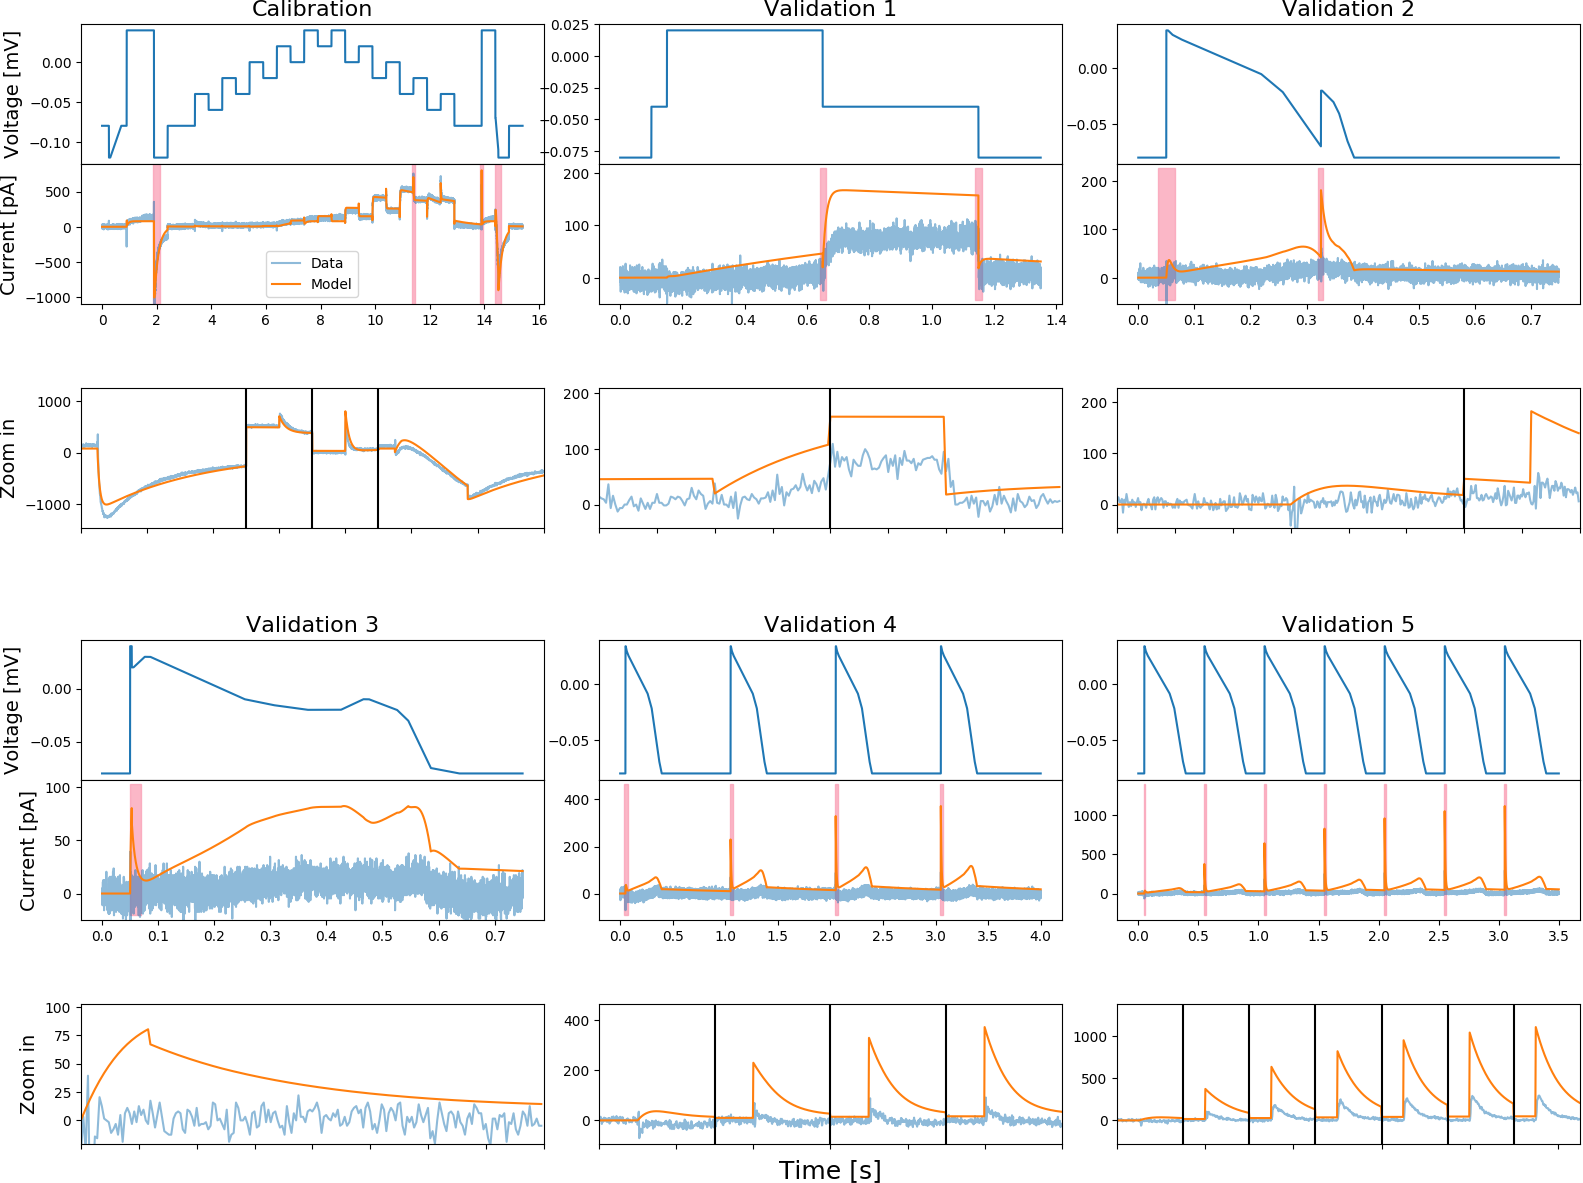 Calibration
Validation 1
Validation 2
Voltage [mV]
0.00
−0.05
−0.10
0.025
0.000
−0.025
−0.050
−0.075
0.00
−0.05
Current [pA]
500
0
−500
−1000
Data
Model
200
100
0
200
100
0
0 2 4 6 8 10 12 14 16
0.0 0.2 0.4 0.6 0.8 1.0 1.2 1.4
0.0 0.1 0.2 0.3 0.4 0.5 0.6 0.7
Zoom in
1000
0
−1000
200
100
0
200
100
0
Validation 3
Validation 4
Validation 5
Voltage [mV]
0.00
−0.05
0.00
−0.05
0.00
−0.05
Current [pA]
100
50
0
400
200
0
1000
500
0
0.0 0.1 0.2 0.3 0.4 0.5 0.6 0.7
0.0 0.5 1.0 1.5 2.0 2.5 3.0 3.5 4.0
0.0 0.5 1.0 1.5 2.0 2.5 3.0 3.5
Zoom in
100
75
50
25
0
400
200
0
1000
500
0
Time [s]